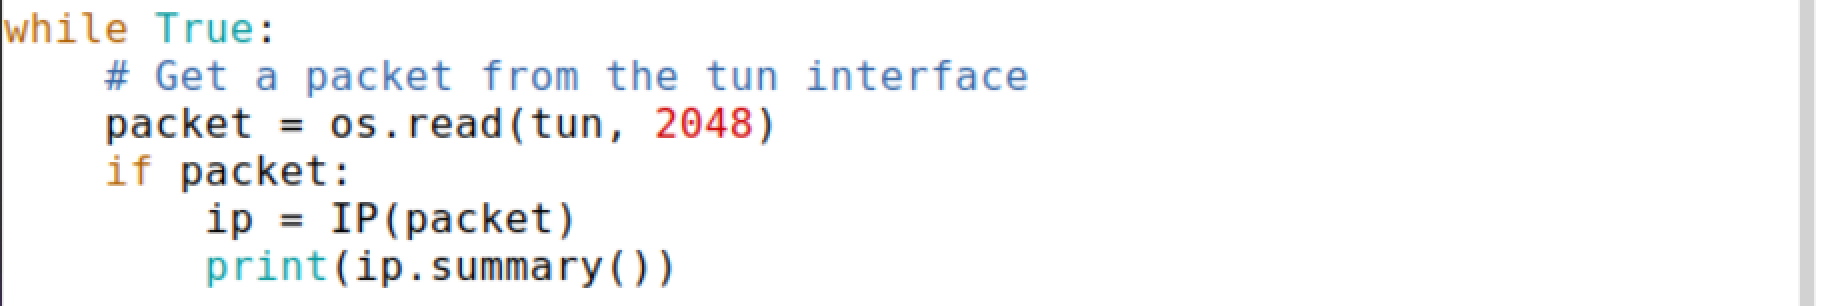 while True:
    # Get a packet from the tun interface
    packet = os.read(tun, 2048)
    if packet:
        ip = IP(packet)
        print(ip.summary())